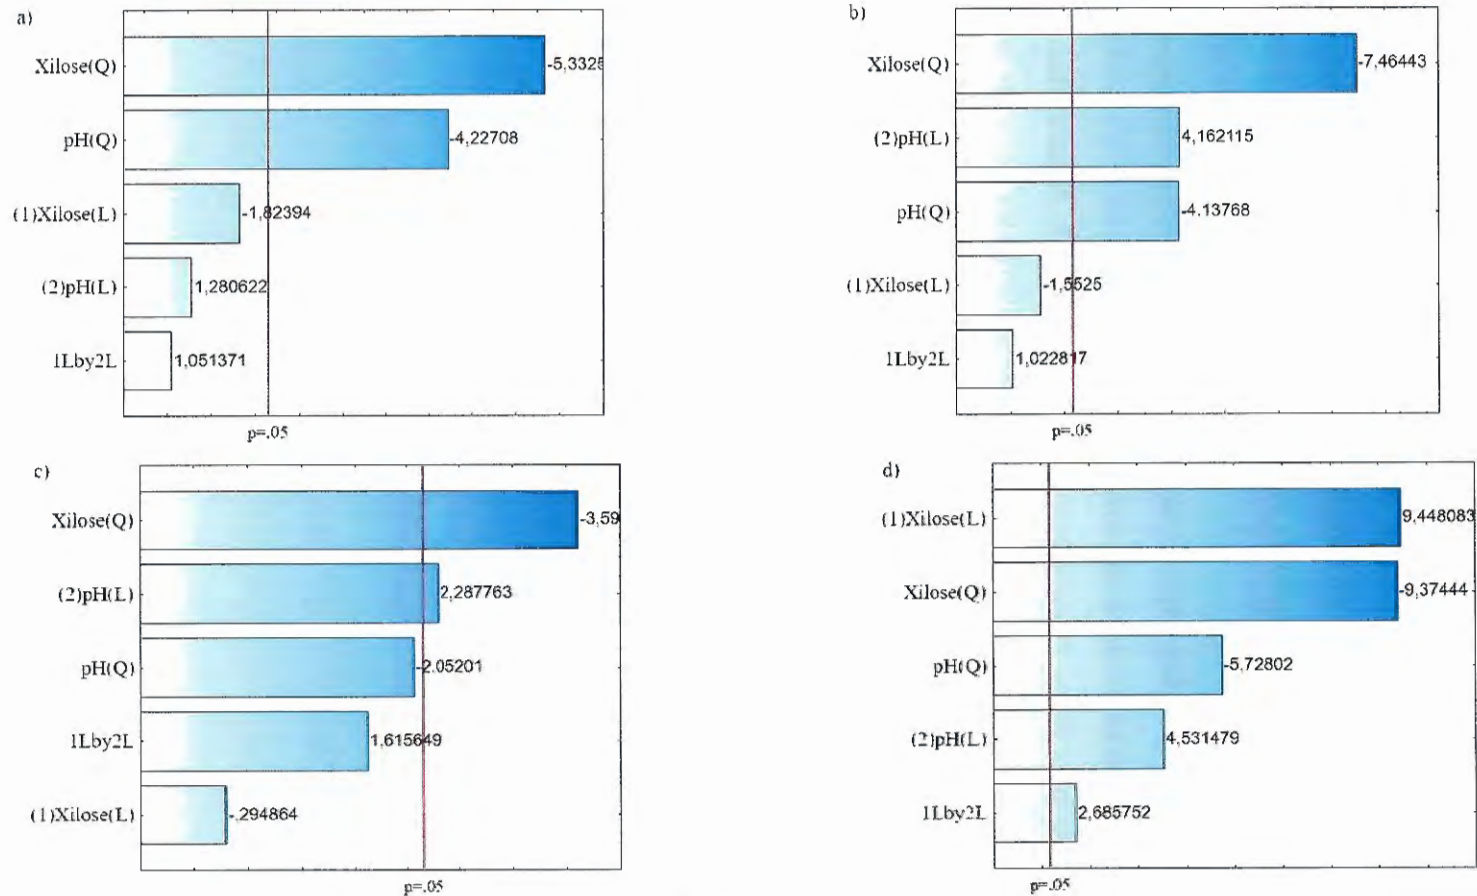 a)
Xilose(Q)
-5,3325
pH(Q)
-4,22708
(1)Xilose(L)
-1,82394
(2)pH(L)
1,280622
1Lby2L
1,051371
p=.05
b)
Xilose(Q)
-7,46443
(2)pH(L)
4,162115
pH(Q)
-4.13768
(1)Xilose(L)
-1,5525
1Lby2L
1,022817
p=.05
c)
Xilose(Q)
-3,59
(2)pH(L)
2,287763
pH(Q)
-2.05201
1Lby2L
1,615649
(1)Xilose(L)
-,294864
p=.05
d)
(1)Xilose(L)
9,448083
Xilose(Q)
-9,37444
pH(Q)
-5,72802
(2)pH(L)
4,531479
1Lby2L
2,685752
p=.05